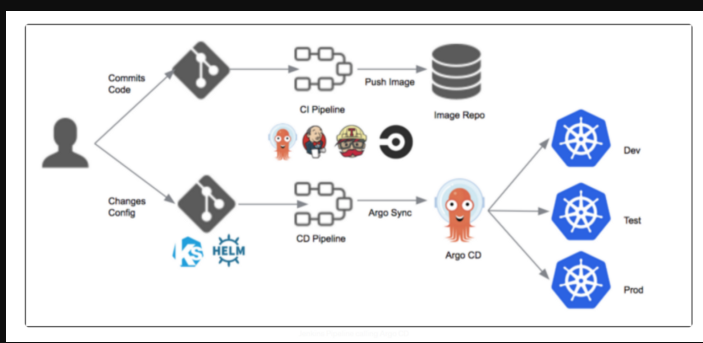 Commits
Code
Push Image
CI Pipeline
Image Repo
Dev
Changes
Config
Argo Sync
Test
CD Pipeline
KS
HELM
Argo CD
Prod